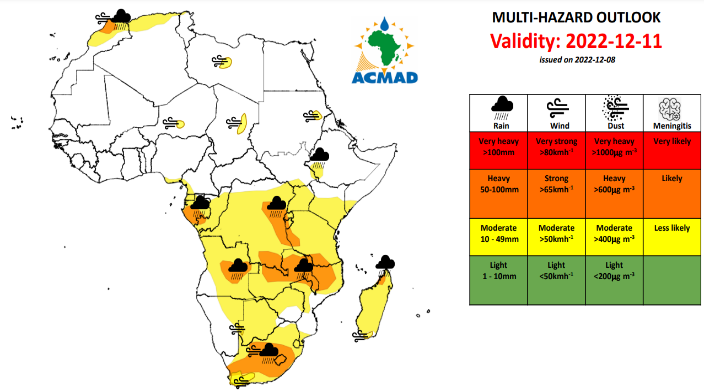 MULTI-HAZARD OUTLOOK
Validity: 2022-12-11
issued on 2022-12-08
ACMAD
Rain Wind Dust Meningitis
Very heavy Very strong Very heavy Very likely
>100mm >80kmh⁻¹ >1000µg m⁻³
Heavy Strong Heavy Likely
50-100mm >65kmh⁻¹ >600µg m⁻³
Moderate Moderate Moderate Less likely
10 - 49mm >50kmh⁻¹ >400µg m⁻³
Light Light Light
1 - 10mm <50kmh⁻¹ <200µg m⁻³